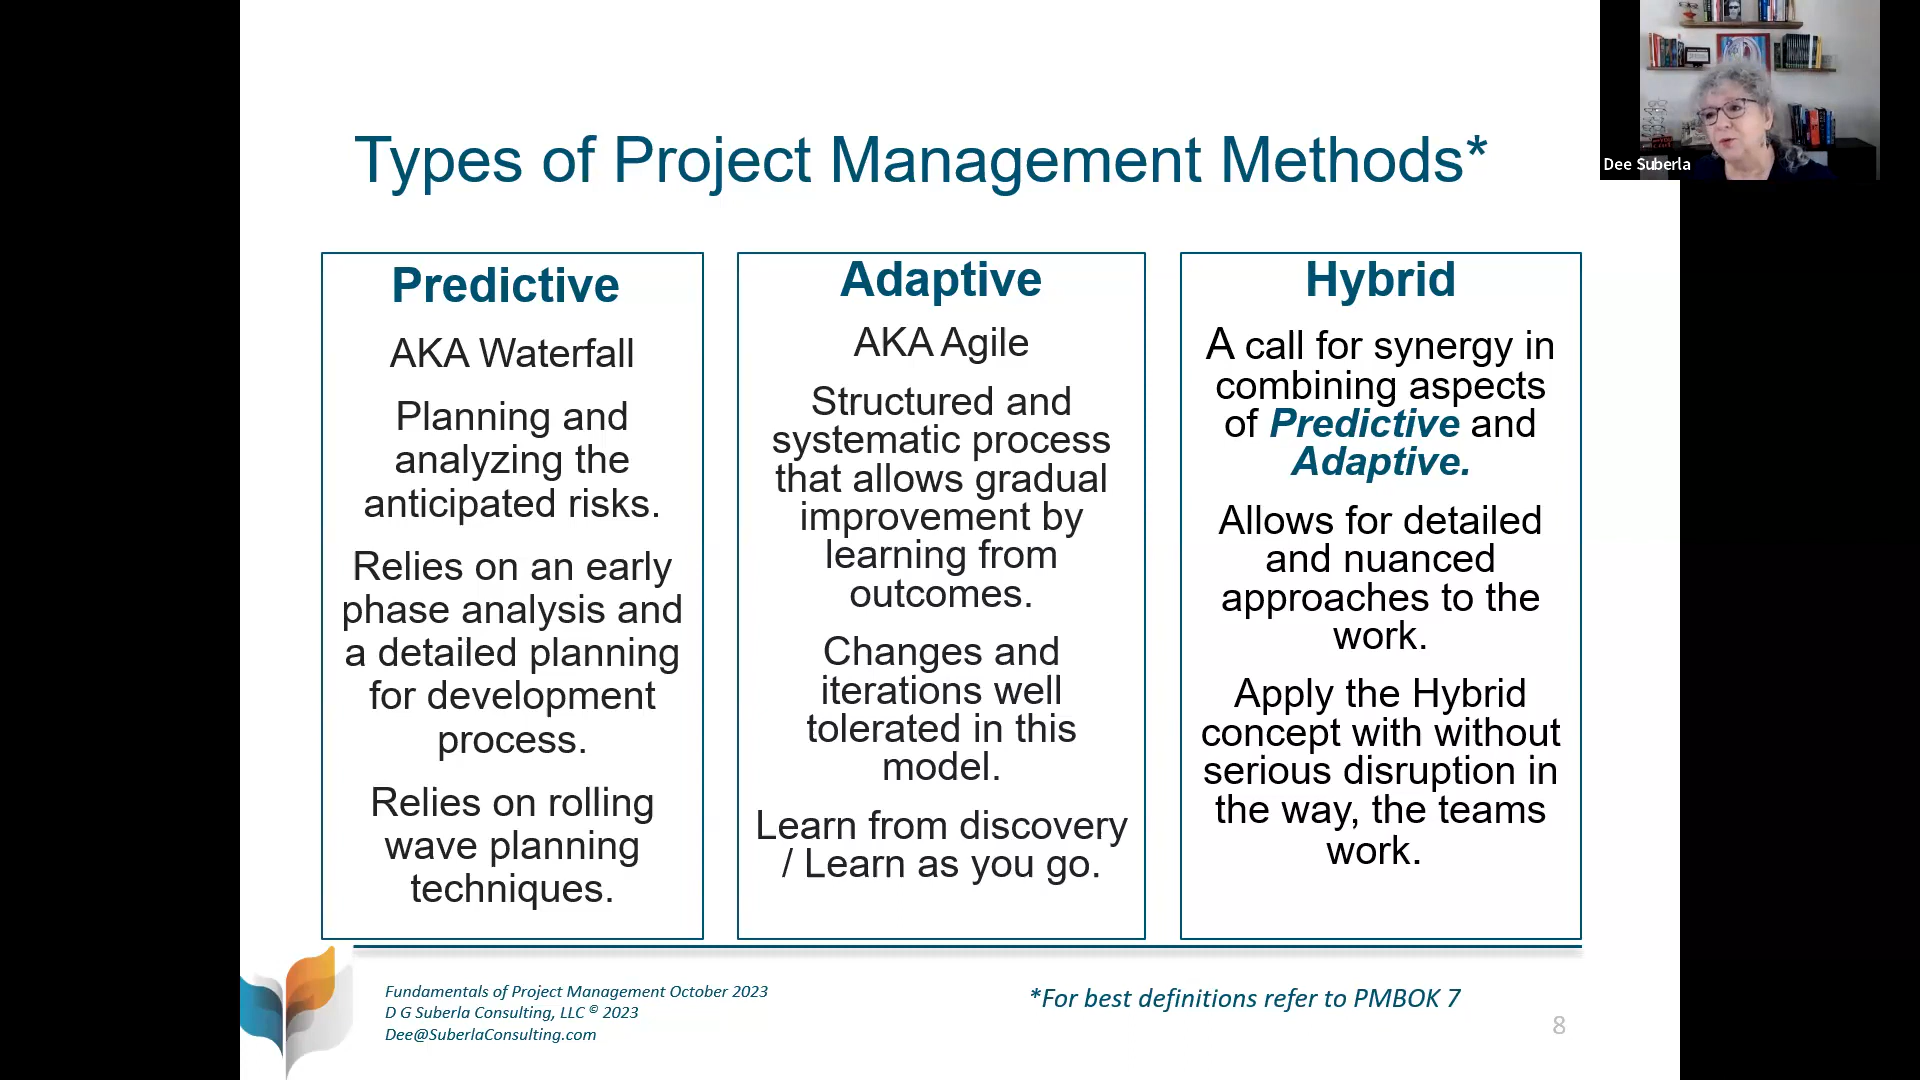 Types of Project Management Methods*
Dee Suberla
Predictive
AKA Waterfall
Planning and
analyzing the
anticipated risks.
Relies on an early
phase analysis and
a detailed planning
for development
process.
Relies on rolling
wave planning
techniques.
Adaptive
AKA Agile
Structured and
systematic process
that allows gradual
improvement by
learning from
outcomes.
Changes and
iterations well
tolerated in this
model.
Learn from discovery
/ Learn as you go.
Hybrid
A call for synergy in
combining aspects
of Predictive and
Adaptive.
Allows for detailed
and nuanced
approaches to the
work.
Apply the Hybrid
concept with without
serious disruption in
the way, the teams
work.
Fundamentals of Project Management October 2023
D G Suberla Consulting, LLC © 2023
Dee@SuberlaConsulting.com
*For best definitions refer to PMBOK 7
8